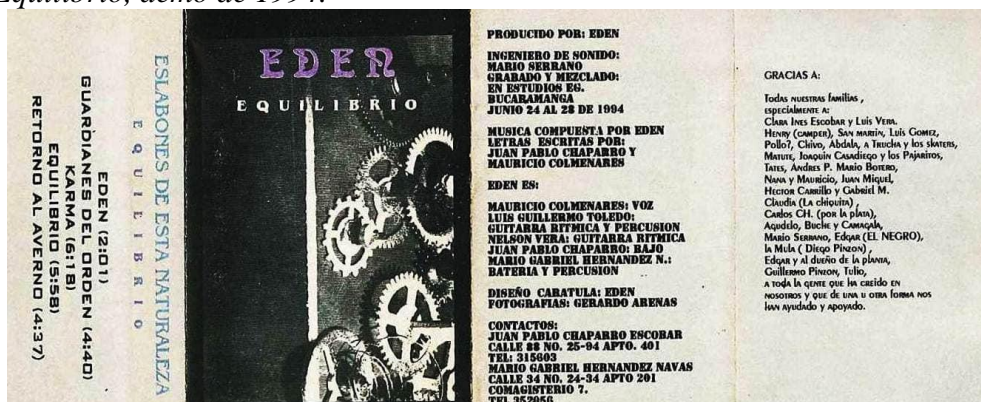 Equilibrio, demo de 1994.
EDEN (2:01)
GUARDIANES DEL ORDEN (4:40)
KARMA (6:18)
EQUILIBRIO (5:58)
RETORNO AL AVERNO (4:37)
ESLABONES DE ESTA NATURALEZA
E Q U I E I B R I O
EDEN
EQUILIBRIO
PRODUCIDO POR: EDEN
INGENIERO DE SONIDO:
MARIO SERRANO
GRABADO Y MEZCLADO:
EN ESTUDIOS EG.
BUCARAMANGA
JUNIO 24 AL 28 DE 1994
MUSICA COMPUESTA POR EDEN
LETRAS ESCRITAS POR:
JUAN PABLO CHAPARRO Y
MAURICIO COLMENARES
EDEN ES:
MAURICIO COLMENARES: VOZ
LUIS GUILLERMO TOLEDO:
GUITARRA RITMICA Y PERCUSION
NELSON VERA: GUITARRA RITMICA
JUAN PABLO CHAPARRO: BAJO
MARIO GABRIEL HERNANDEZ N.:
BATERIA Y PERCUSION
DISEÑO CARATULA: EDEN
FOTOGRAFIAS: GERARDO ARENAS
CONTACTOS:
JUAN PABLO CHAPARRO ESCOBAR
CALLE 88 NO. 25-94 APTO. 401
TEL: 315603
MARIO GABRIEL HERNANDEZ NAVAS
CALLE 34 NO. 24-34 APTO 201
COMAGISTERIO 7.
TEL 352956
GRACIAS A:
Todas nuestras familias ,
especialmente a:
Clara Ines Escobar y Luis Vera.
Henry (camper), San martin, Luis Gomez,
Pollo?, Chivo, Abdala, a Trucha y los skaters,
Matute, Joaquin Casadiego y los Pajaritos,
Tates, Andres P. Mario Botero,
Nana y Mauricio, Juan Miguel,
Hector Carrillo y Gabriel M.
Claudia (La chiquita) ,
Carlos CH. (por la plata),
Agudelo, Buche y Camagala,
Mario Serrano, Edgar (EL NEGRO),
la Mula ( Diego Pinzon) ,
Edgar y al dueño de la planta,
Guillermo Pinzon, Tulio,
a toda la gente que ha creido en
nosotros y que de una u otra forma nos
han ayudado y apoyado.